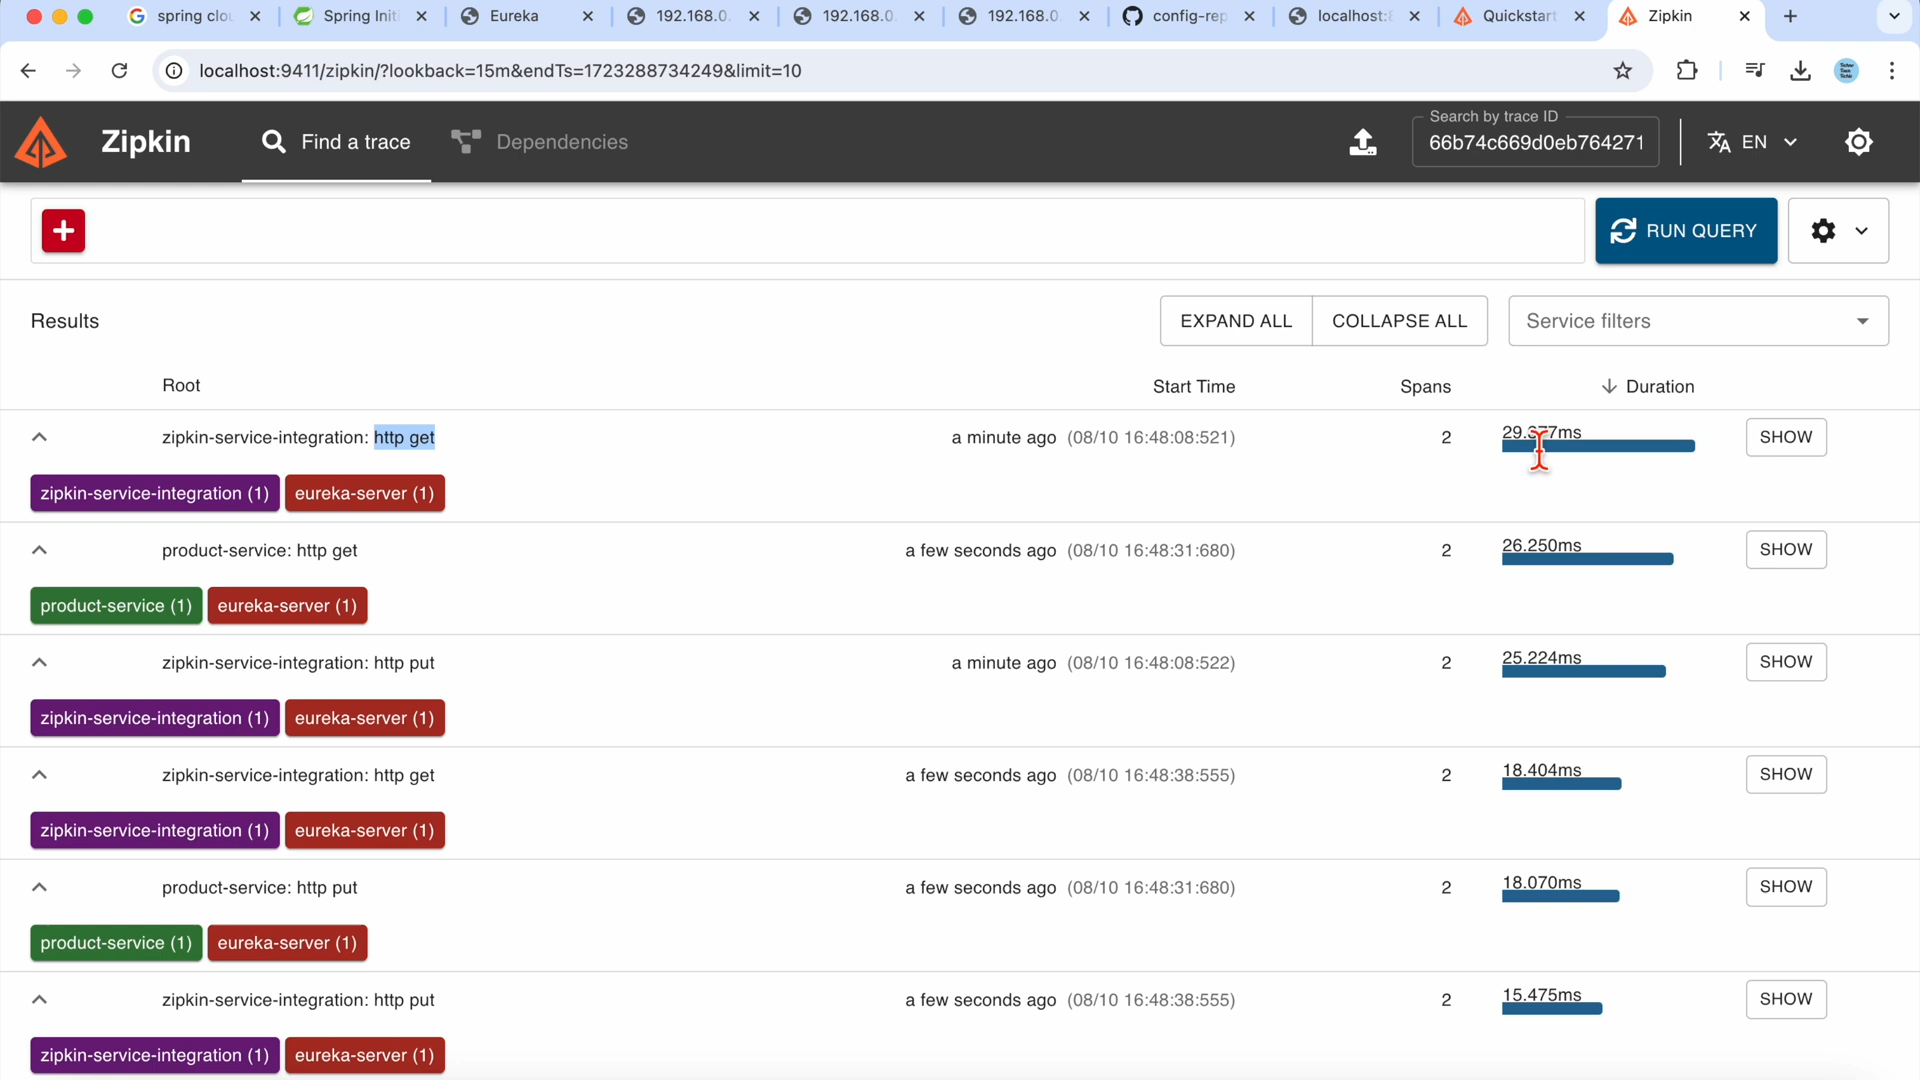 spring clo
Spring Init
Eureka
192.168.0.
192.168.0.
192.168.0.
config-rep
localhost:8
Quickstart
Zipkin
localhost:9411/zipkin/?lookback=15m&endTs=1723288734249&limit=10
Zipkin
Find a trace
Dependencies
Search by trace ID
66b74c669d0eb764271
EN
RUN QUERY
Results
EXPAND ALL
COLLAPSE ALL
Service filters
Root
Start Time
Spans
Duration
zipkin-service-integration: http get
a minute ago (08/10 16:48:08:521)
2
SHOW
zipkin-service-integration (1)
eureka-server (1)
product-service: http get
a few seconds ago (08/10 16:48:31:680)
2
26.250ms
SHOW
product-service (1)
eureka-server (1)
zipkin-service-integration: http put
a minute ago (08/10 16:48:08:522)
2
25.224ms
SHOW
zipkin-service-integration (1)
eureka-server (1)
zipkin-service-integration: http get
a few seconds ago (08/10 16:48:38:555)
2
18.404ms
SHOW
zipkin-service-integration (1)
eureka-server (1)
product-service: http put
a few seconds ago (08/10 16:48:31:680)
2
18.070ms
SHOW
product-service (1)
eureka-server (1)
zipkin-service-integration: http put
a few seconds ago (08/10 16:48:38:555)
2
15.475ms
SHOW
zipkin-service-integration (1)
eureka-server (1)